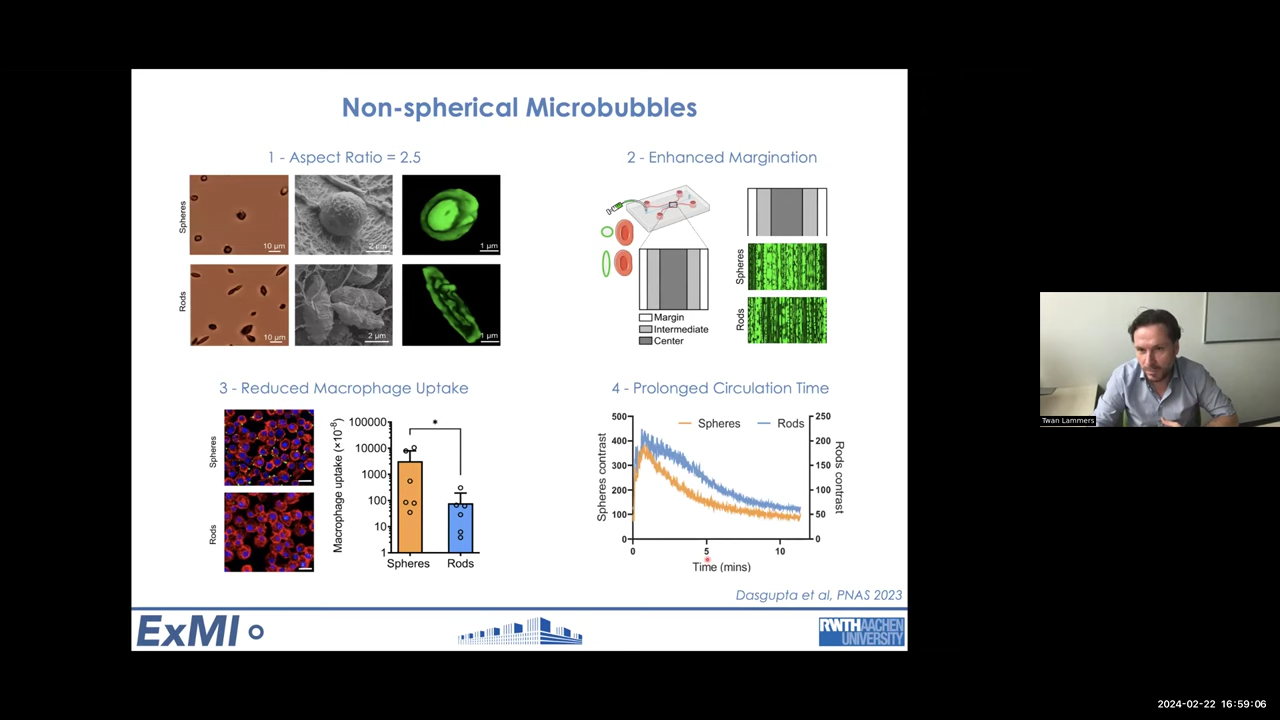 Non-spherical Microbubbles
1 - Aspect Ratio = 2.5
Spheres
10 µm
2 µm
1 µm
Rods
10 µm
2 µm
1 µm
2 - Enhanced Margination
Margin
Intermediate
Center
Spheres
Rods
3 - Reduced Macrophage Uptake
Spheres
Rods
Macrophage uptake (×10⁻⁸)
100000
10000
1000
100
10
1
*
Spheres
Rods
4 - Prolonged Circulation Time
Spheres
Rods
Spheres contrast
500
400
300
200
100
0
250
200
150
100
50
0
Rods contrast
0
5
10
Time (mins)
Dasgupta et al, PNAS 2023
ExMI
RWTHAACHEN
UNIVERSITY
Twan Lammers
2024-02-22 16:59:06